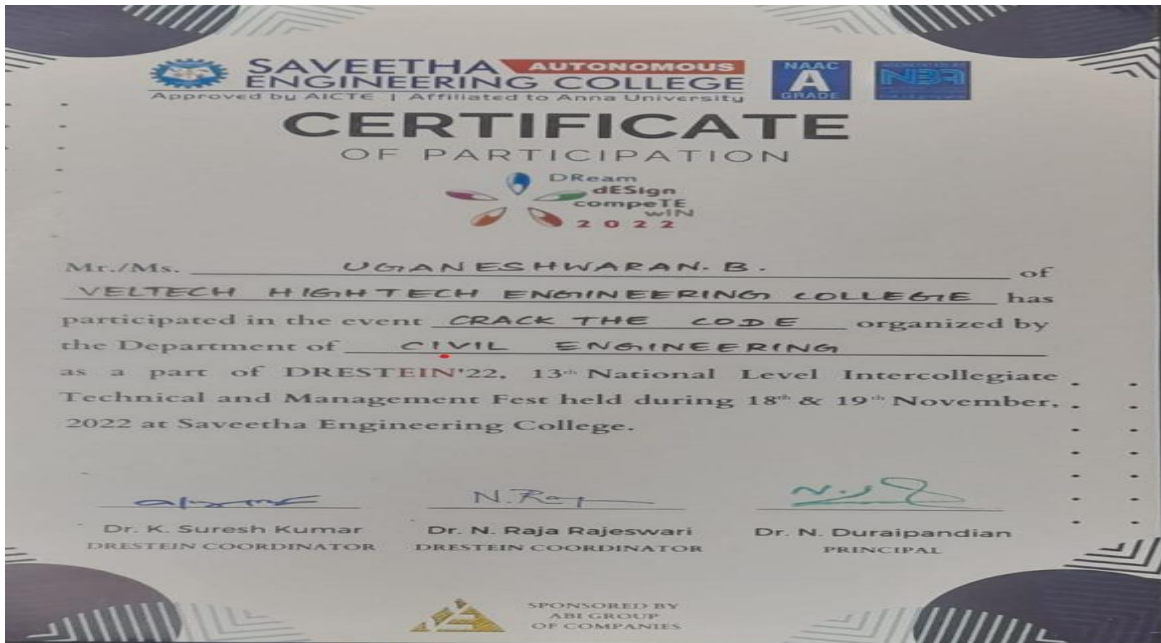 SAVEETHA AUTONOMOUS
ENGINEERING COLLEGE
Approved by AICTE | Affiliated to Anna University
NAAC
A
GRADE
NBA
CERTIFICATE
OF PARTICIPATION
DReam
dESign
compeTE
wIN
2022
Mr./Ms. UGANESHWARAN. B. of
VELTECH HIGHTECH ENGINEERING COLLEGE has
participated in the event CRACK THE CODE organized by
the Department of CIVIL ENGINEERING
as a part of DRESTEIN'22, 13th National Level Intercollegiate
Technical and Management Fest held during 18th & 19th November,
2022 at Saveetha Engineering College.
N. Raj
Dr. K. Suresh Kumar Dr. N. Raja Rajeswari Dr. N. Duraipandian
DRESTEIN COORDINATOR DRESTEIN COORDINATOR PRINCIPAL
SPONSORED BY
ABI GROUP
OF COMPANIES